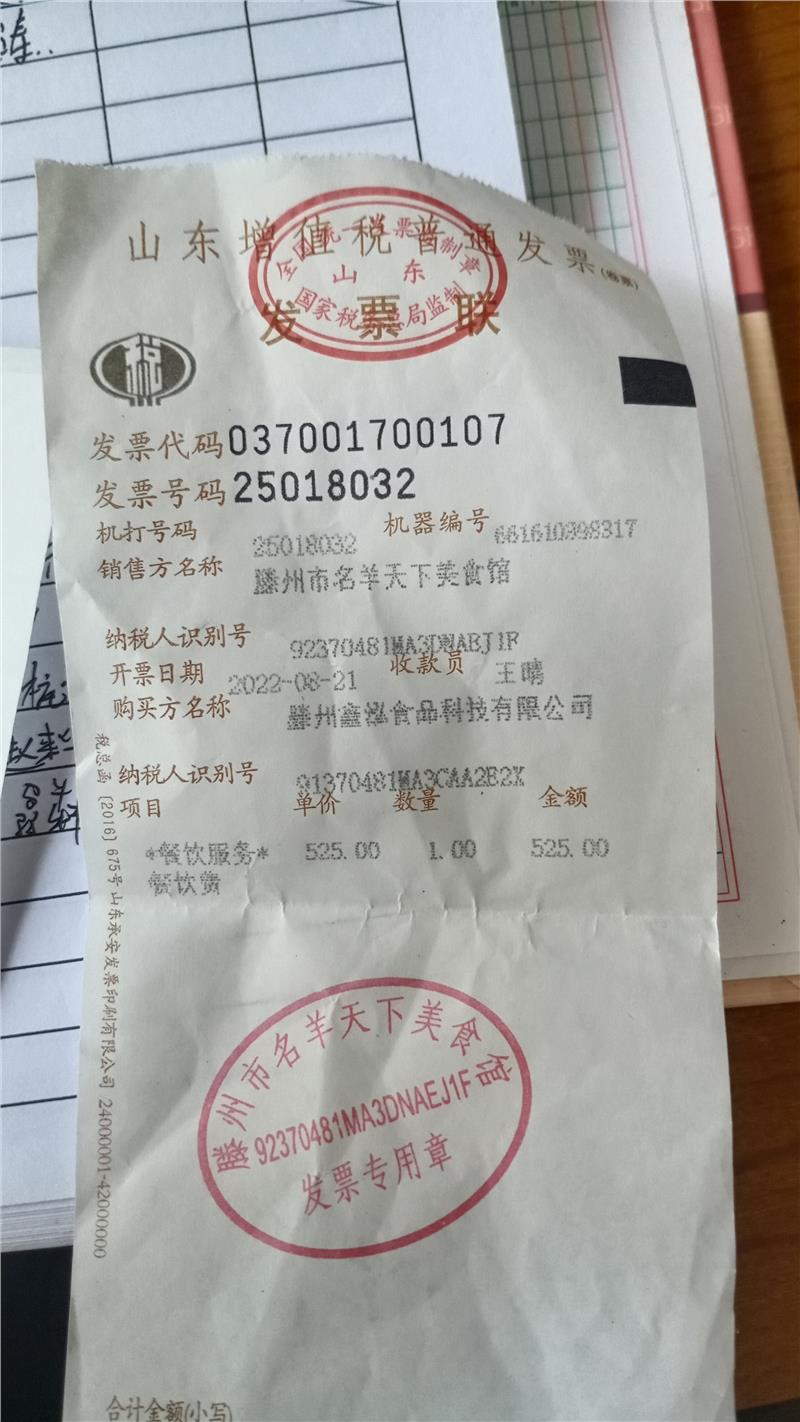 山东增值税普通发票(卷票)
全国统一发票监制章
山东
国家税务总局监制
发票联
税
发票代码037001700107
发票号码25018032
机打号码 25018032 机器编号 661610998317
销售方名称 滕州市名羊天下美食馆
纳税人识别号 92370481MA3DNAEJ1F
开票日期 2022-08-21 收款员 王晴
购买方名称 滕州鑫泓食品科技有限公司
纳税人识别号 91370481MA3CAA2E2X
项目 单价 数量 金额
*餐饮服务* 525.00 1.00 525.00
餐饮费
税总函〔2016〕675号山东承安发票印刷有限公司 24000001-42000000
滕州市名羊天下美食馆
92370481MA3DNAEJ1F
发票专用章
合计金额(小写)